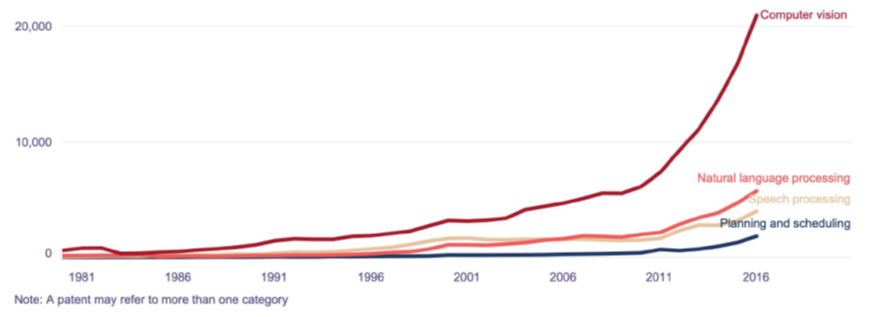 20,000
Computer vision
10,000
Natural language processing
Speech processing
Planning and scheduling
0
1981 1986 1991 1996 2001 2006 2011 2016
Note: A patent may refer to more than one category